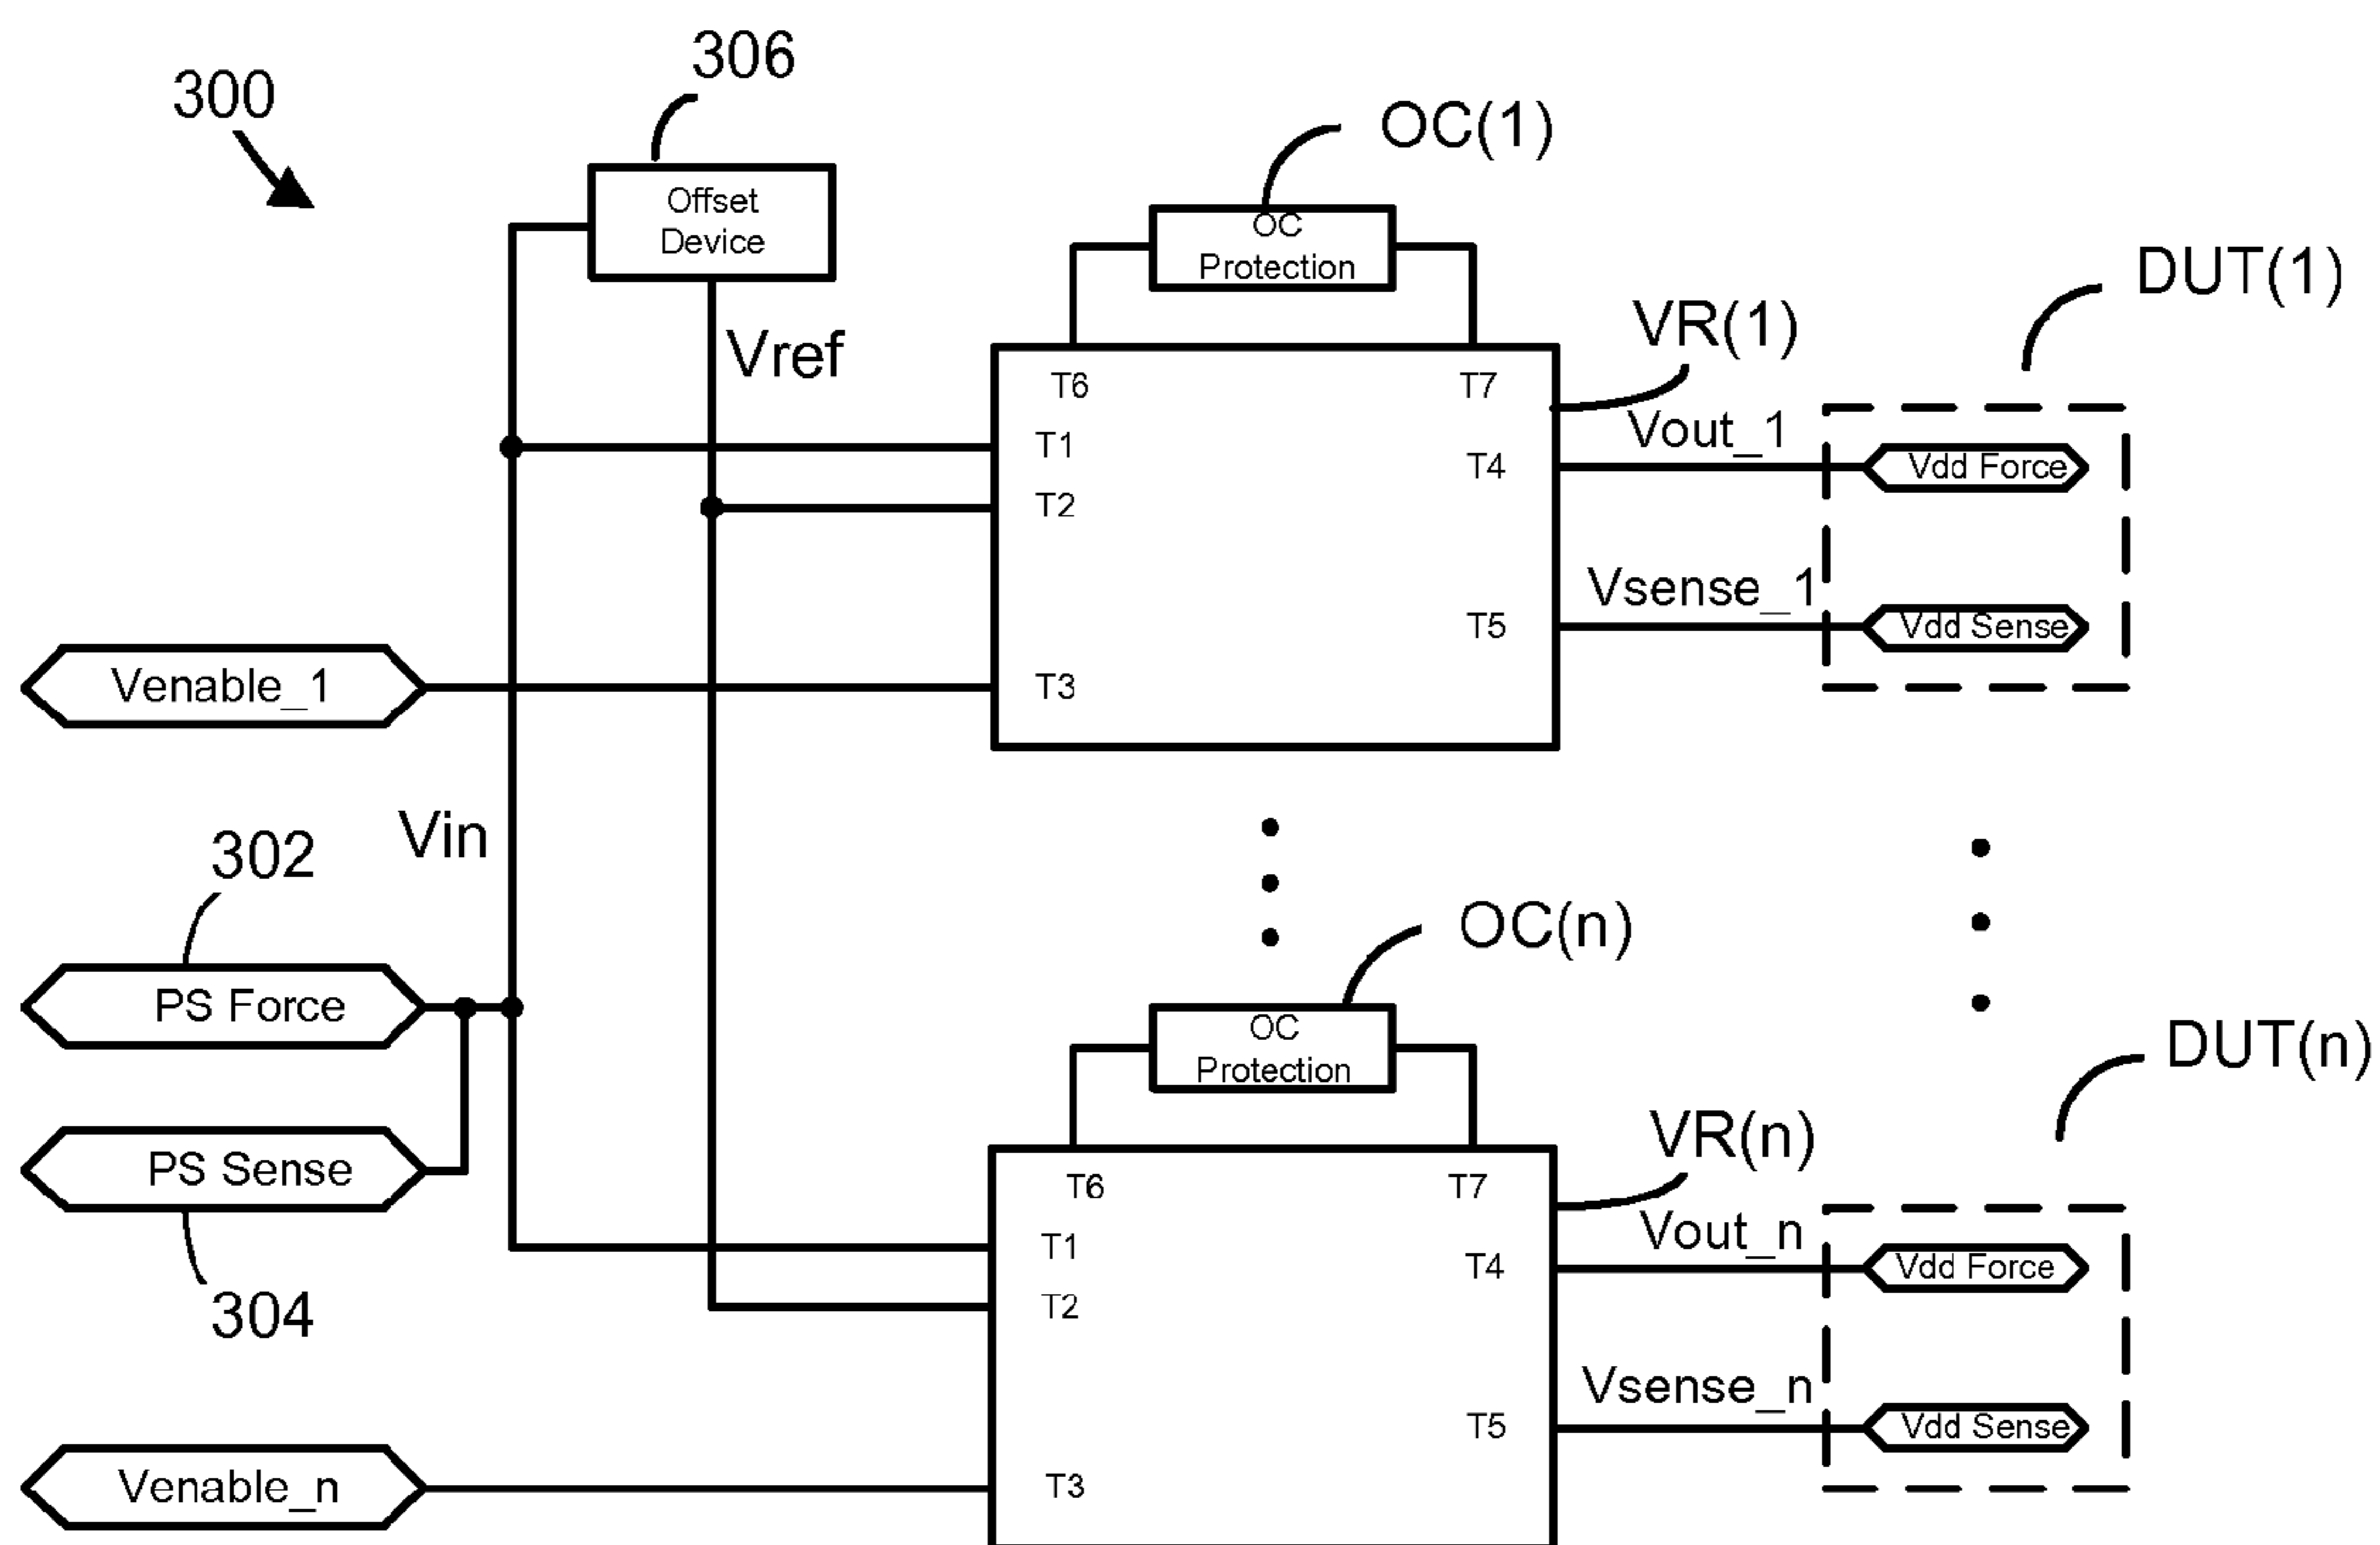 306
300
OC(1)
Offset
Device
OC
Protection
DUT(1)
VR(1)
Vref
T6
T7
T1
Vout_1
T4
Vdd Force
T2
Vsense_1
T5
Vdd Sense
Venable_1
T3
Vin
302
OC(n)
PS Force
OC
Protection
DUT(n)
VR(n)
PS Sense
T6
T7
Vout_n
T1
T4
Vdd Force
304
T2
Vsense_n
T5
Vdd Sense
Venable_n
T3